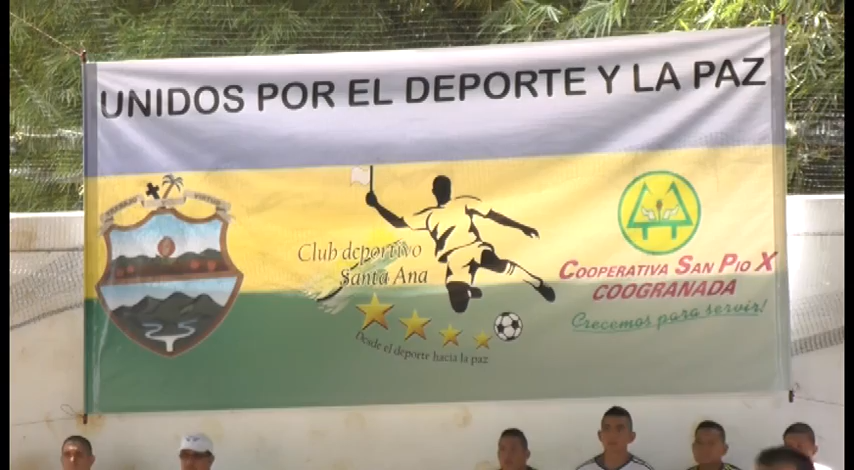 UNIDOS POR EL DEPORTE Y LA PAZ
Club deportivo
Santa Ana
Desde el deporte hacia la paz
COOPERATIVA SAN PIO X
COOGRANADA
Crecemos para servir!